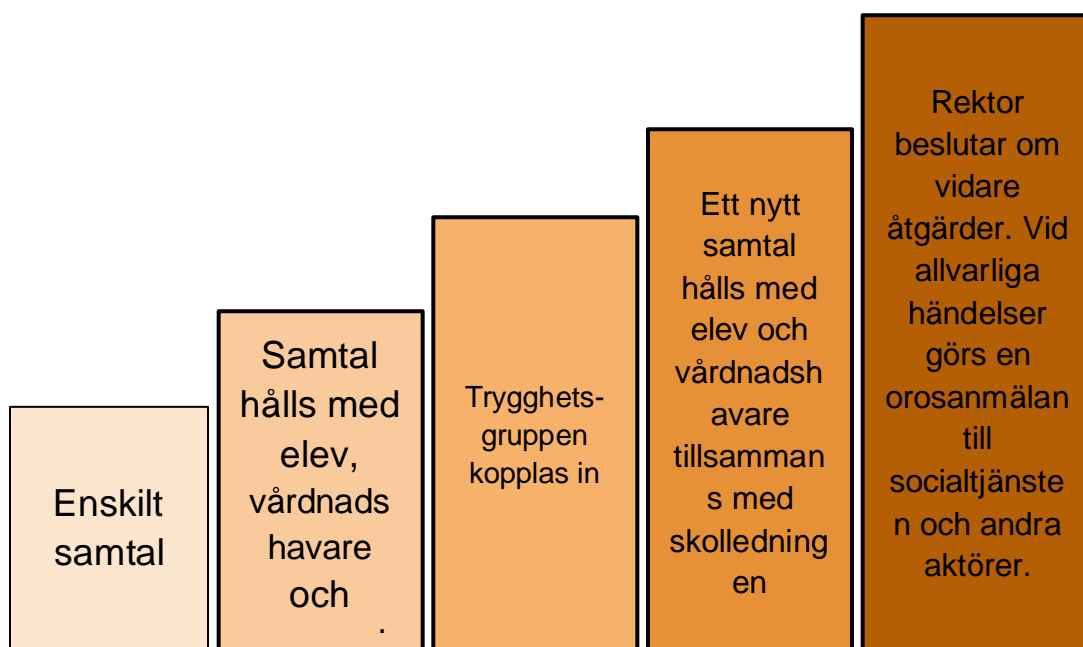 Enskilt
samtal
Samtal
hålls med
elev,
vårdnads
havare
och
.
Trygghets-
gruppen
kopplas in
Ett nytt
samtal
hålls med
elev och
vårdnadsh
avare
tillsamman
s med
skolledning
en
Rektor
beslutar om
vidare
åtgärder. Vid
allvarliga
händelser
görs en
orosanmälan
till
socialtjänste
n och andra
aktörer.